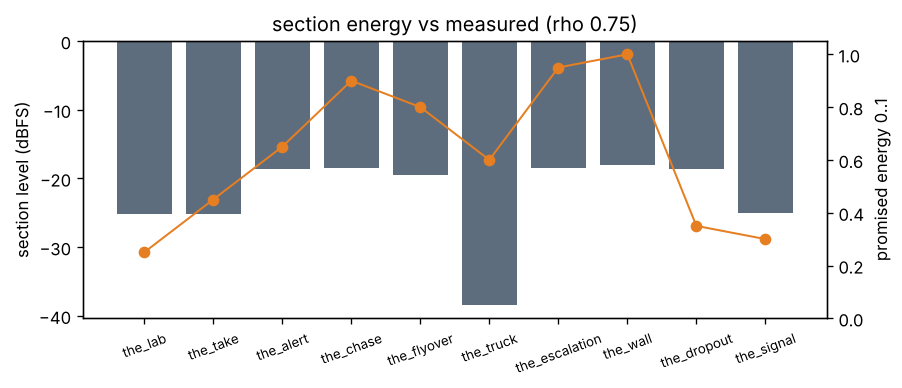 section energy vs measured (rho 0.75)
section level (dBFS)
0
−10
−20
−30
−40
1.0
0.8
0.6
0.4
0.2
0.0
promised energy 0..1
the_lab
the_take
the_alert
the_chase
the_flyover
the_truck
the_escalation
the_wall
the_dropout
the_signal